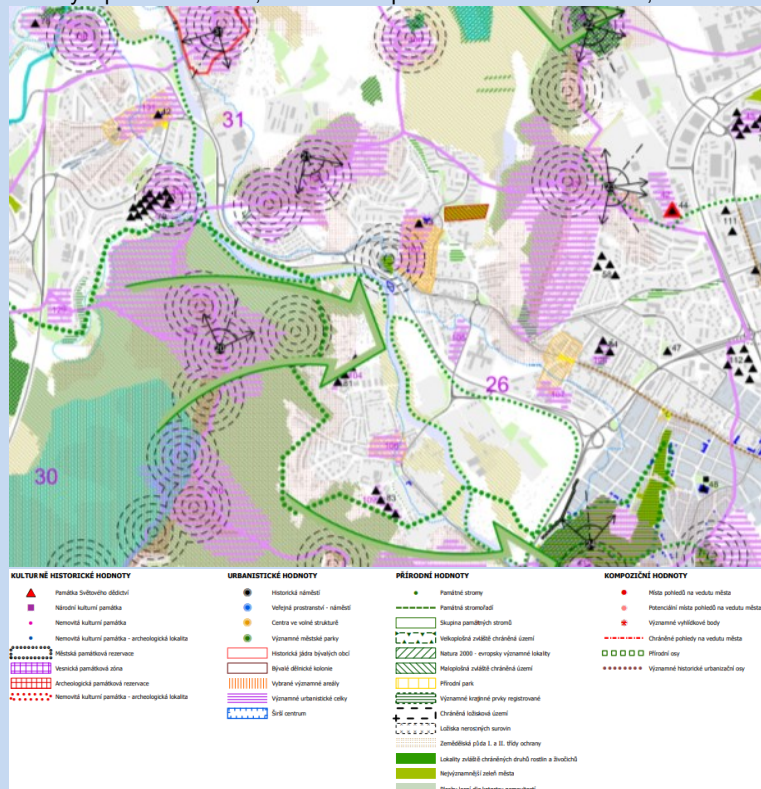 31
26
30
111
47
112
KULTURNĚ HISTORICKÉ HODNOTY
Památka Světového dědictví
Národní kulturní památka
Nemovitá kulturní památka
Nemovitá kulturní památka - archeologická lokalita
Městská památková rezervace
Vesnická památková zóna
Archeologická památková rezervace
Nemovitá kulturní památka - archeologická lokalita
URBANISTICKÉ HODNOTY
Historická náměstí
Veřejná prostranství - náměstí
Centra ve volné struktuře
Významné městské parky
Historická jádra bývalých obcí
Bývalé dělnické kolonie
Vybrané významné areály
Významné urbanistické celky
Širší centrum
PŘÍRODNÍ HODNOTY
Památné stromy
Památné stromořadí
Skupina památných stromů
Velkoplošná zvláště chráněná území
Natura 2000 - evropsky významné lokality
Maloplošná zvláště chráněná území
Přírodní park
Významné krajinné prvky registrované
Chráněná ložisková území
Ložiska nerostných surovin
Zemědělská půda I. a II. třídy ochrany
Lokality zvláště chráněných druhů rostlin a živočichů
Nejvýznamnější zeleň města
KOMPOZIČNÍ HODNOTY
Místa pohledů na vedutu města
Potenciální místa pohledů na vedutu města
Významné vyhlídkové body
Chráněné pohledy na vedutu města
Přírodní osy
Významné historické urbanizační osy